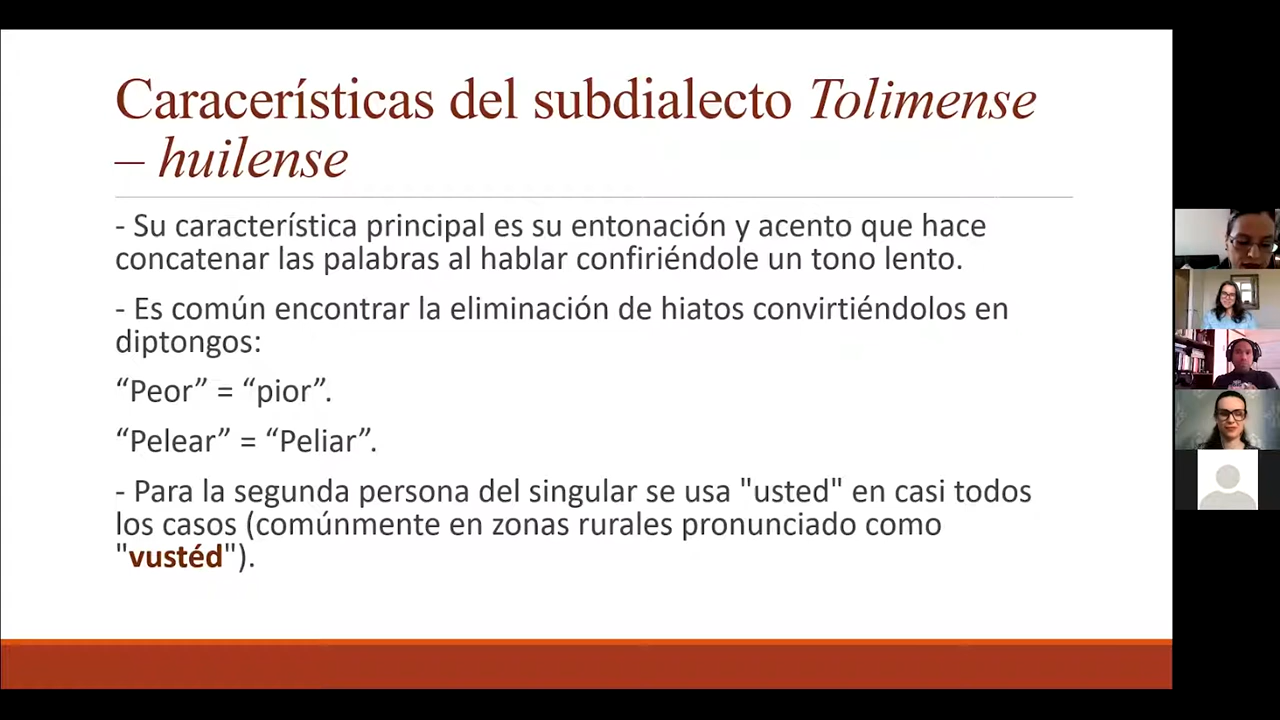 Caracerísticas del subdialecto Tolimense
– huilense
- Su característica principal es su entonación y acento que hace
concatenar las palabras al hablar confiriéndole un tono lento.
- Es común encontrar la eliminación de hiatos convirtiéndolos en
diptongos:
“Peor” = “pior”.
“Pelear” = “Peliar”.
- Para la segunda persona del singular se usa "usted" en casi todos
los casos (comúnmente en zonas rurales pronunciado como
"vustéd").